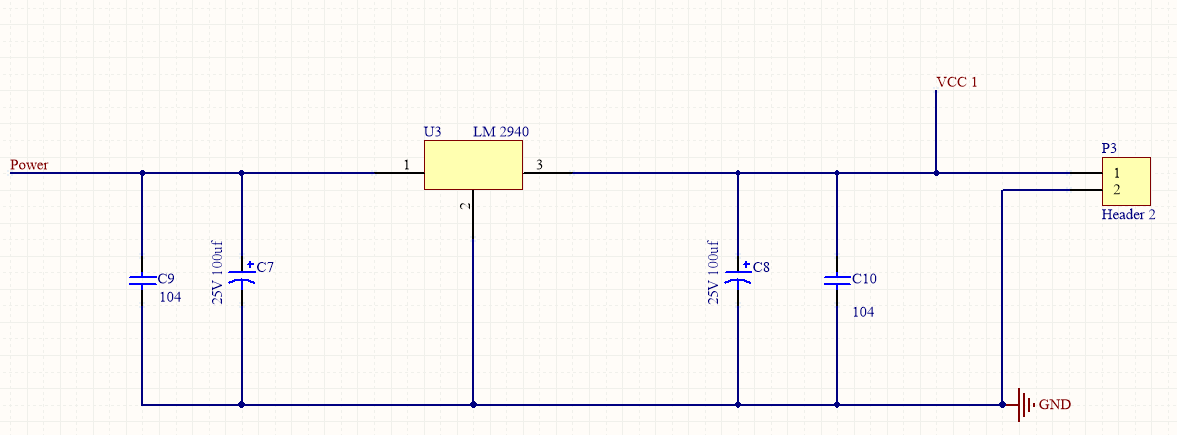 VCC 1
U3
LM 2940
P3
Power
1
3
1
2
2
Header 2
25V 100uf
C7
25V 100uf
C8
C9
104
C10
104
GND